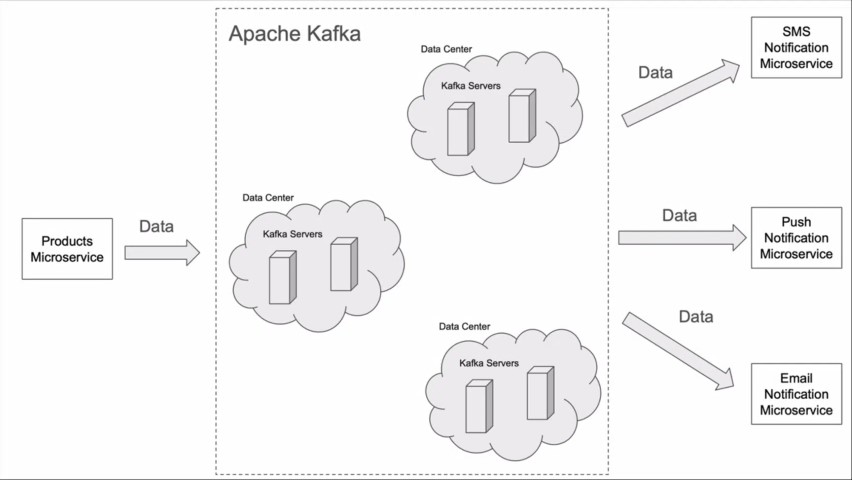 Apache Kafka
Data Center
Kafka Servers
Data Center
Kafka Servers
Data Center
Kafka Servers
Products
Microservice
Data
Data
SMS
Notification
Microservice
Data
Push
Notification
Microservice
Data
Email
Notification
Microservice